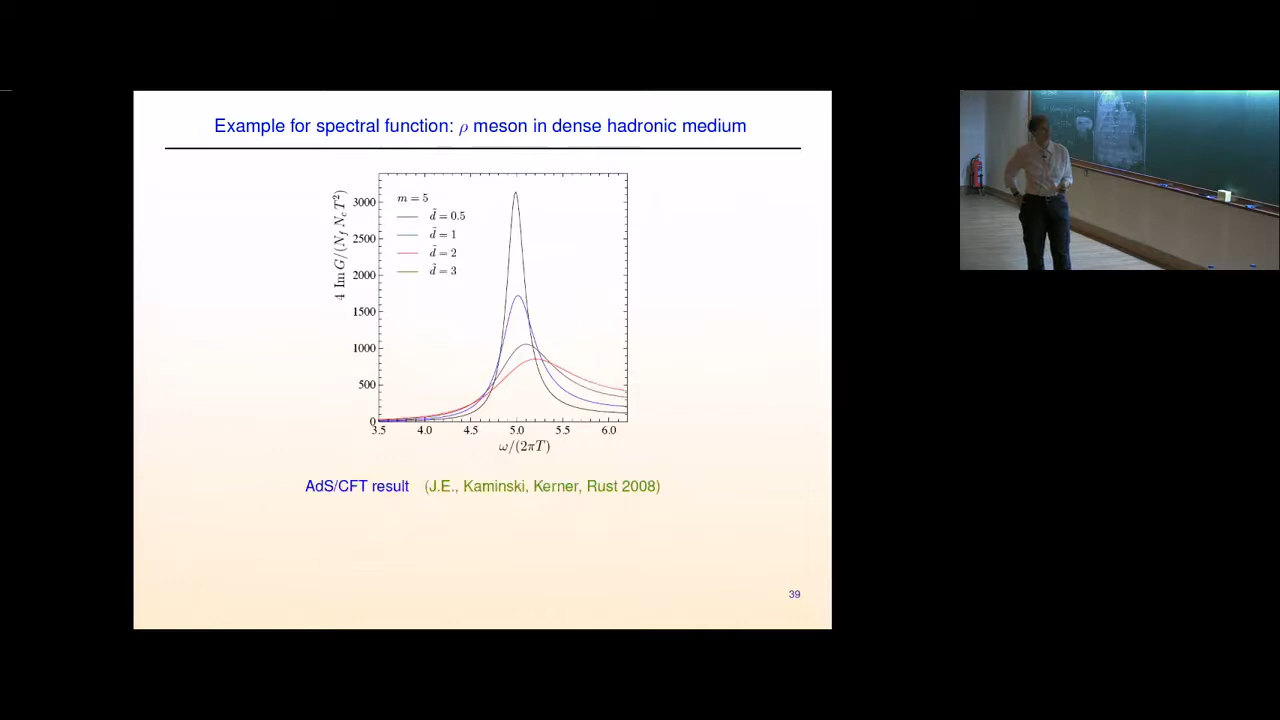 Example for spectral function: ρ meson in dense hadronic medium
4 Im G/(N_f N_c T²)
3000
2500
2000
1500
1000
500
0
m = 5
d̃ = 0.5
d̃ = 1
d̃ = 2
d̃ = 3
3.5 4.0 4.5 5.0 5.5 6.0
ω/(2πT)
AdS/CFT result (J.E., Kaminski, Kerner, Rust 2008)
39